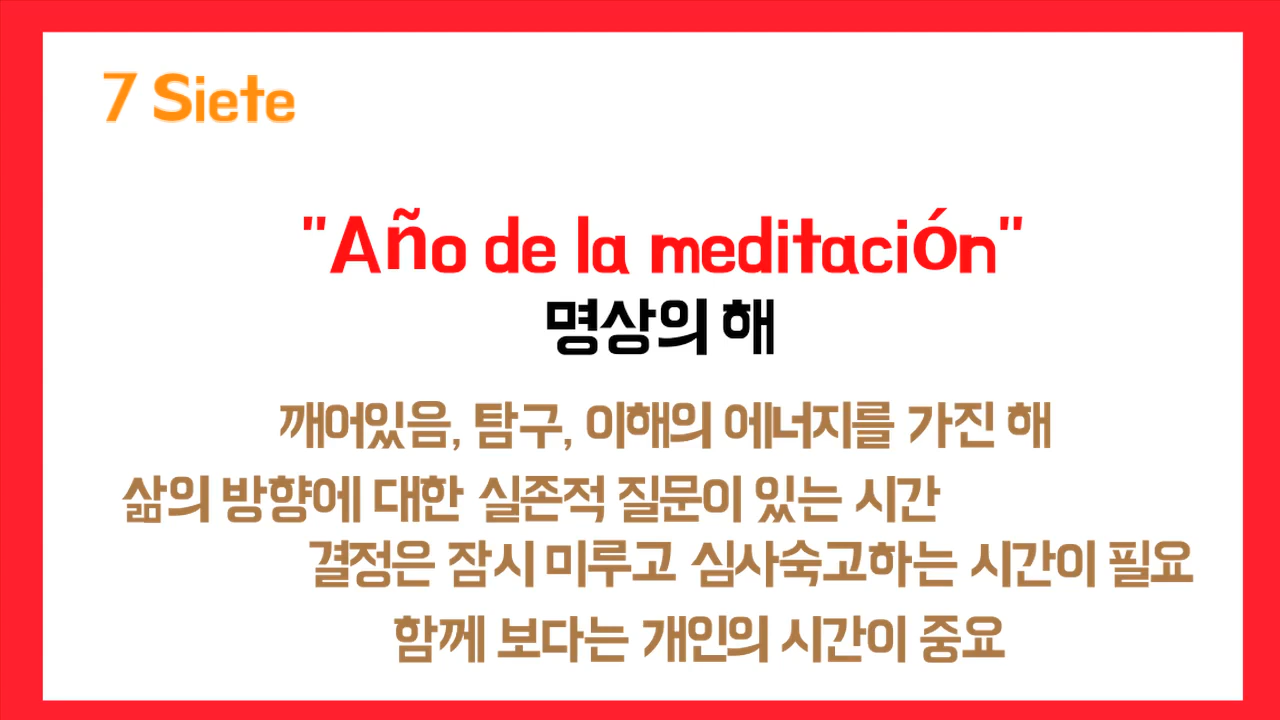 7 Siete
"Año de la meditación"
명상의 해
깨어있음, 탐구, 이해의 에너지를 가진 해
삶의 방향에 대한 실존적 질문이 있는 시간
결정은 잠시 미루고 심사숙고하는 시간이 필요
함께 보다는 개인의 시간이 중요